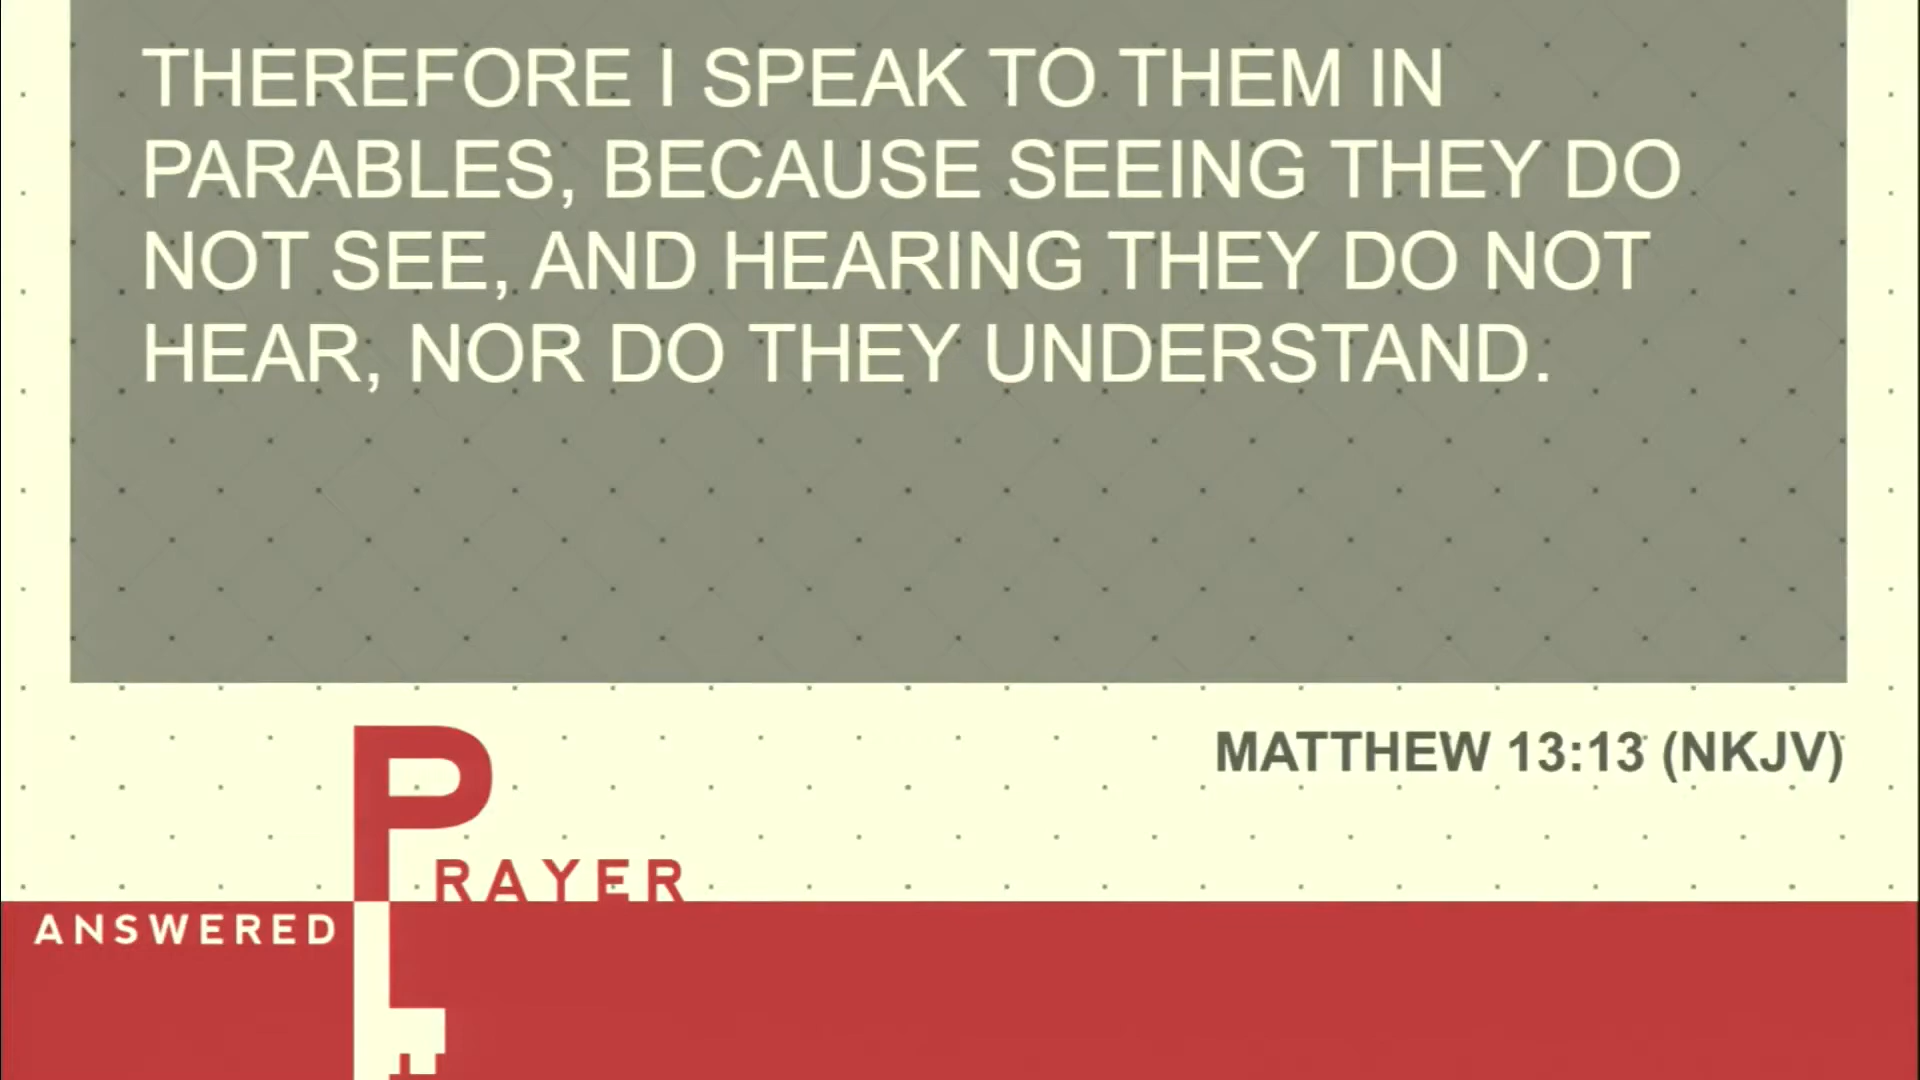 THEREFORE I SPEAK TO THEM IN
PARABLES, BECAUSE SEEING THEY DO
NOT SEE, AND HEARING THEY DO NOT
HEAR, NOR DO THEY UNDERSTAND.
MATTHEW 13:13 (NKJV)
ANSWERED
PRAYER